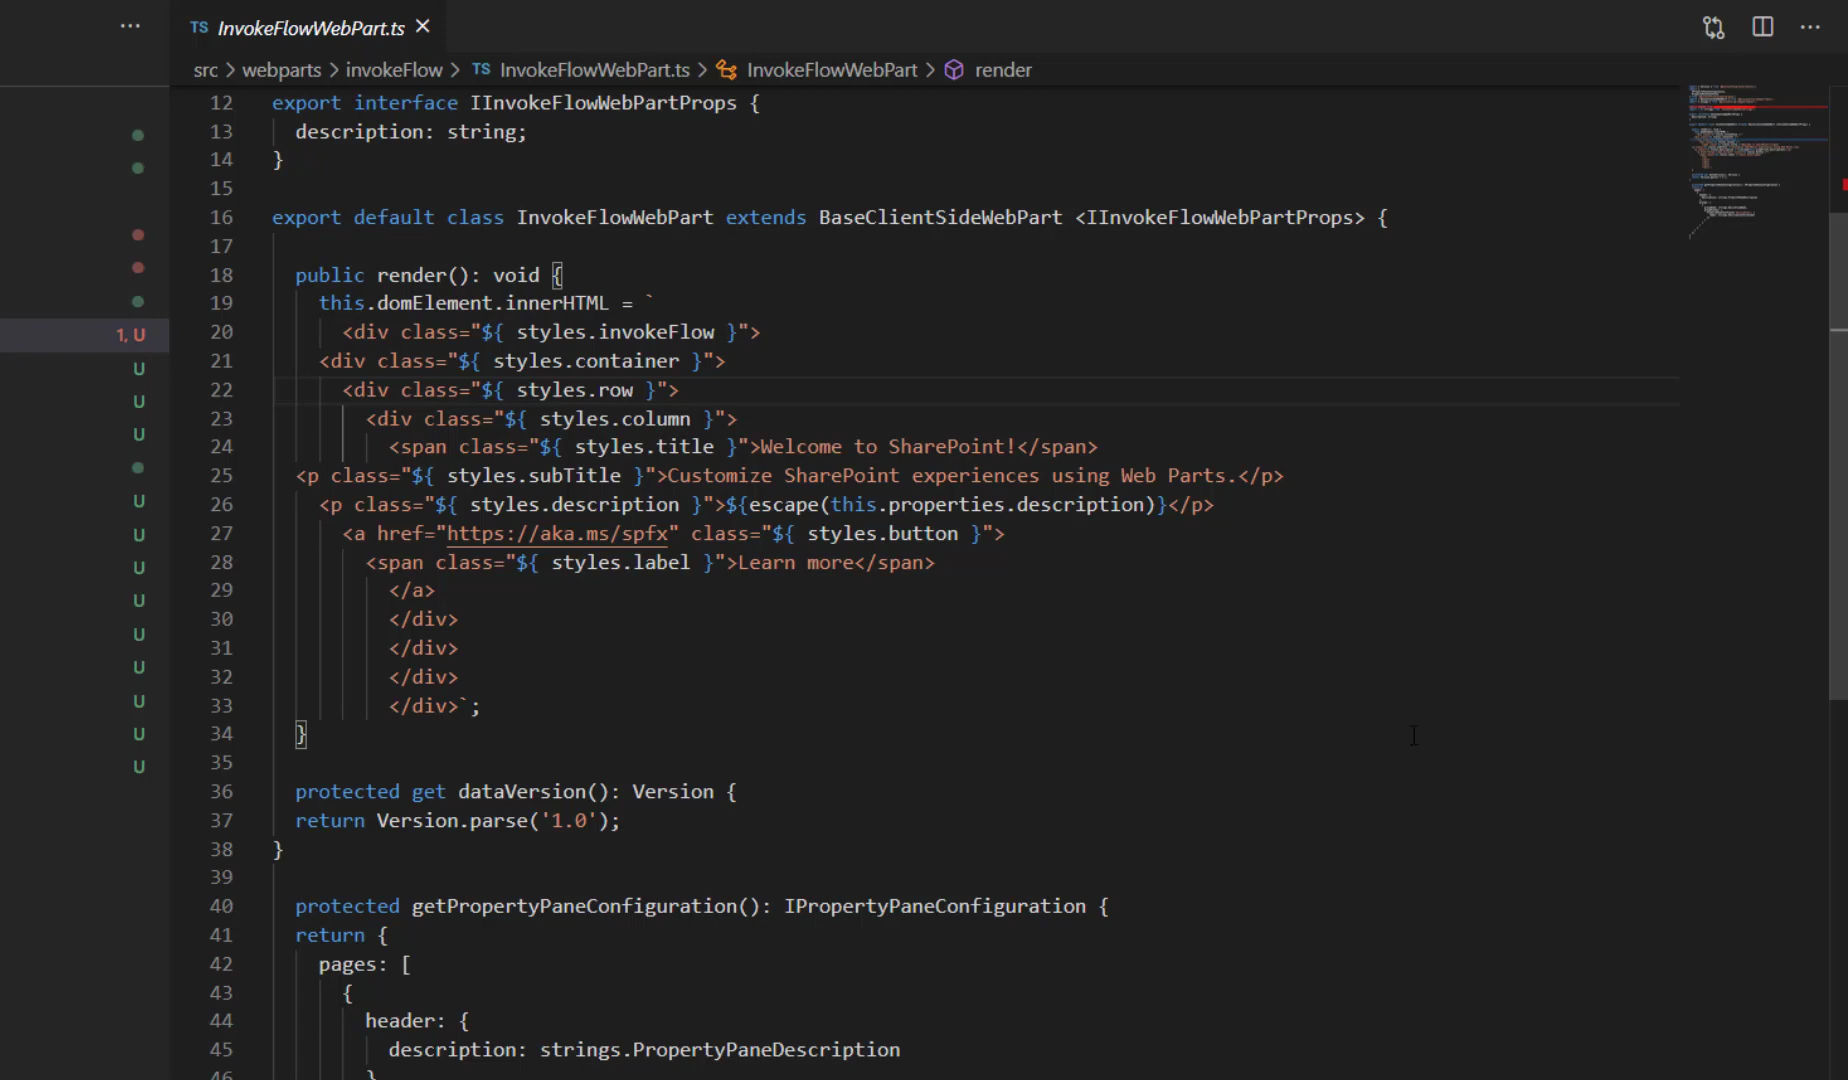 TS InvokeFlowWebPart.ts
src > webparts > invokeFlow > TS InvokeFlowWebPart.ts > InvokeFlowWebPart > render
12 export interface IInvokeFlowWebPartProps {
13 description: string;
14 }
15
16 export default class InvokeFlowWebPart extends BaseClientSideWebPart <IInvokeFlowWebPartProps> {
17
18 public render(): void {
19 this.domElement.innerHTML = `
20 <div class="${ styles.invokeFlow }">
21 <div class="${ styles.container }">
22 <div class="${ styles.row }">
23 <div class="${ styles.column }">
24 <span class="${ styles.title }">Welcome to SharePoint!</span>
25 <p class="${ styles.subTitle }">Customize SharePoint experiences using Web Parts.</p>
26 <p class="${ styles.description }">${escape(this.properties.description)}</p>
27 <a href="https://aka.ms/spfx" class="${ styles.button }">
28 <span class="${ styles.label }">Learn more</span>
29 </a>
30 </div>
31 </div>
32 </div>
33 </div>`;
34 }
35
36 protected get dataVersion(): Version {
37 return Version.parse('1.0');
38 }
39
40 protected getPropertyPaneConfiguration(): IPropertyPaneConfiguration {
41 return {
42 pages: [
43 {
44 header: {
45 description: strings.PropertyPaneDescription
46 }
1, U
U
U
U
U
U
U
U
U
U
U
U
U